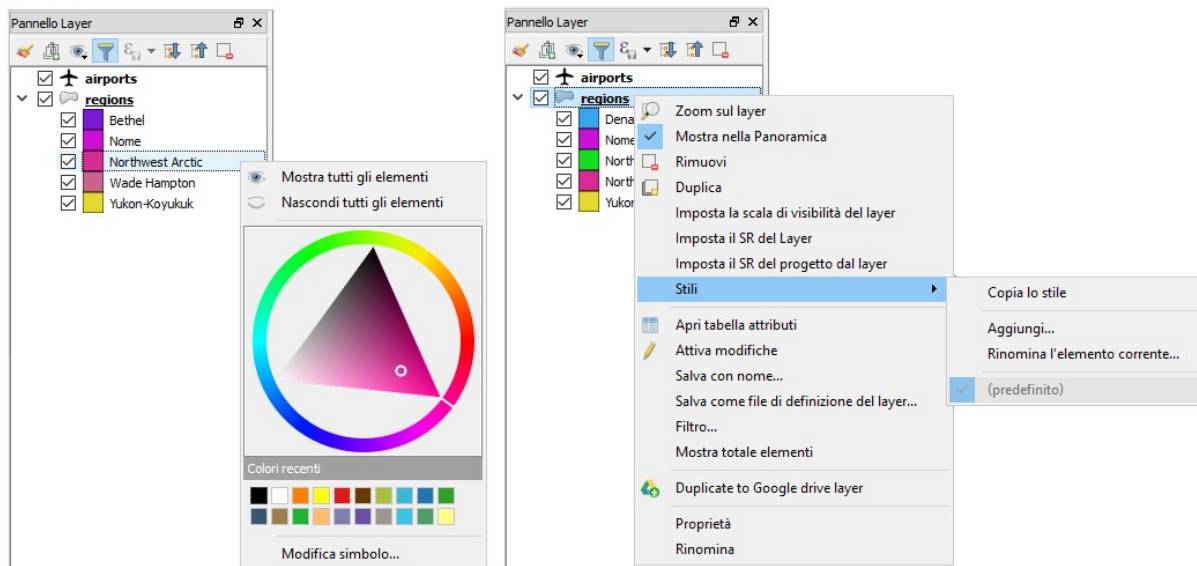 Pannello Layer
airports
regions
Bethel
Nome
Northwest Arctic
Wade Hampton
Yukon-Koyukuk
Mostra tutti gli elementi
Nascondi tutti gli elementi
Colori recenti
Modifica simbolo...
Pannello Layer
airports
regions
Dena
Nome
North
North
Yukon
Zoom sul layer
Mostra nella Panoramica
Rimuovi
Duplica
Imposta la scala di visibilità del layer
Imposta il SR del Layer
Imposta il SR del progetto dal layer
Stili
Apri tabella attributi
Attiva modifiche
Salva con nome...
Salva come file di definizione del layer...
Filtro...
Mostra totale elementi
Duplicate to Google drive layer
Proprietà
Rinomina
Copia lo stile
Aggiungi...
Rinomina l'elemento corrente...
(predefinito)